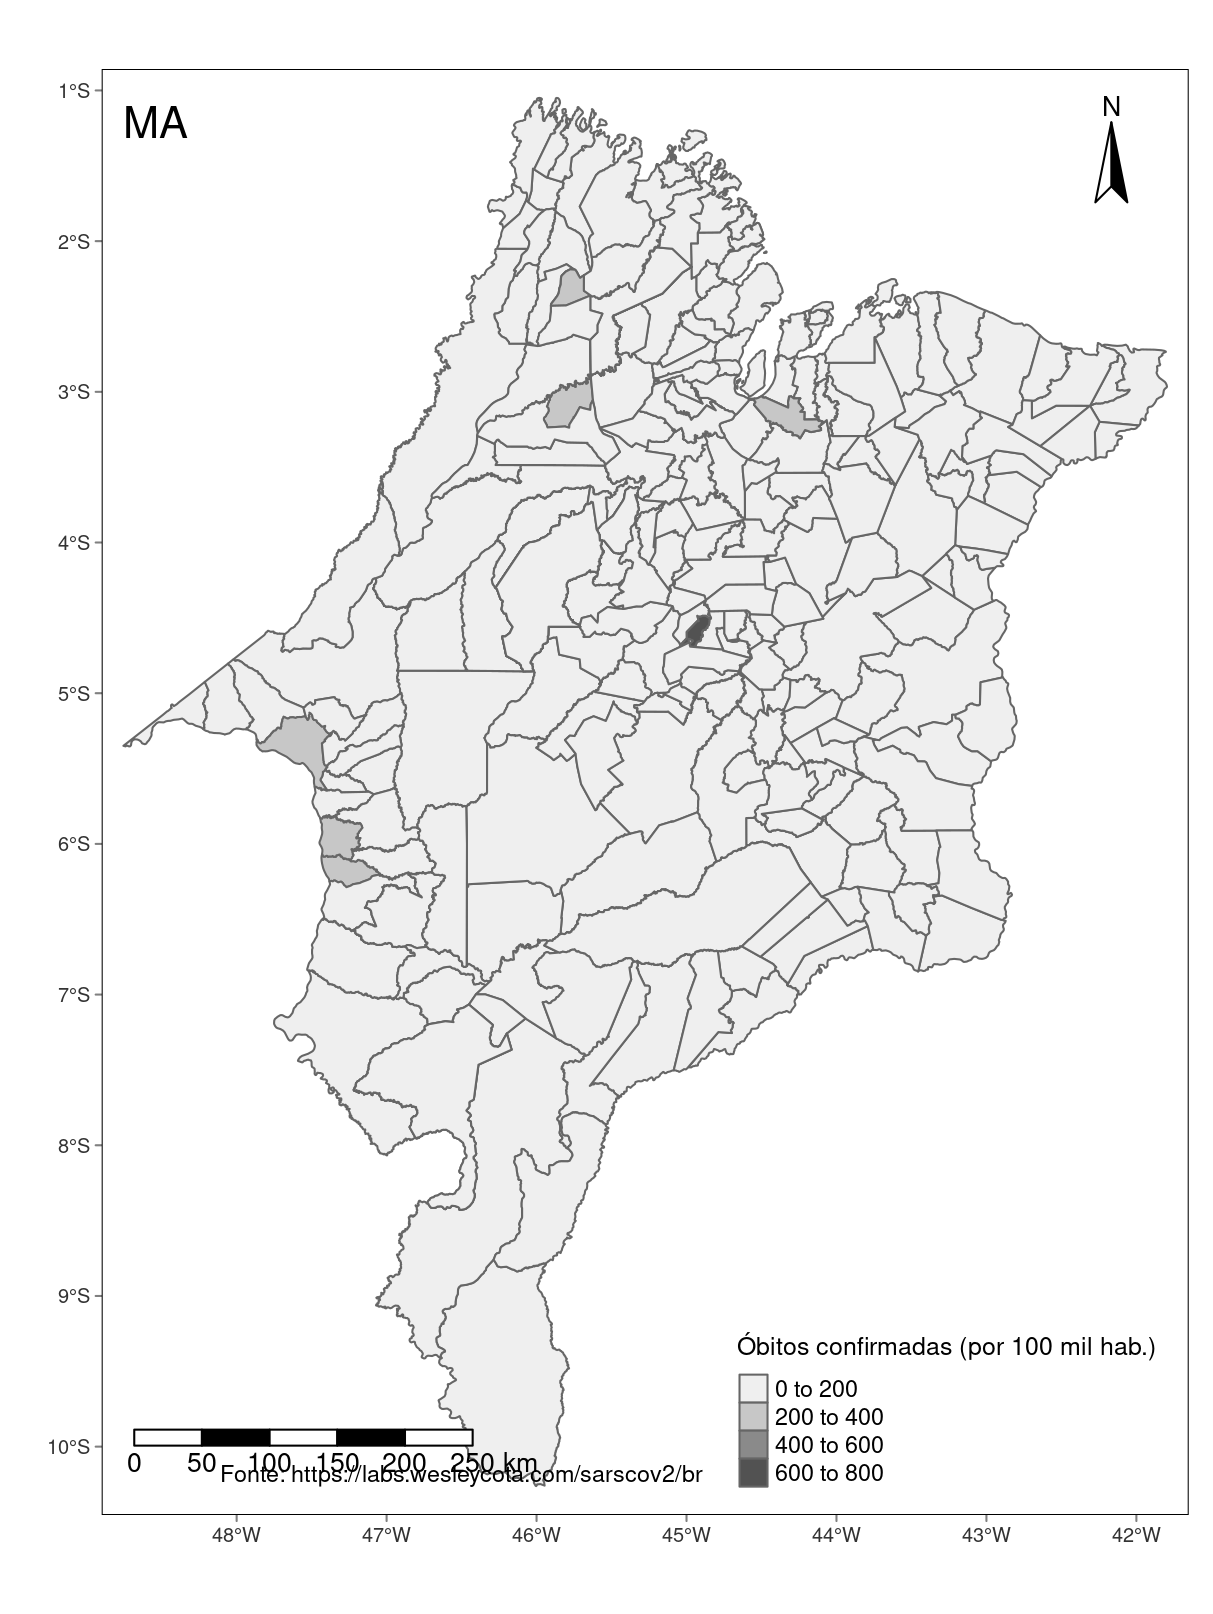 MA
N
1°S
2°S
3°S
4°S
5°S
6°S
7°S
8°S
9°S
10°S
Óbitos confirmadas (por 100 mil hab.)
0 to 200
200 to 400
400 to 600
600 to 800
0 50 100 150 200 250 km
Fonte: https://labs.wesleycota.com/sarscov2/br
48°W 47°W 46°W 45°W 44°W 43°W 42°W